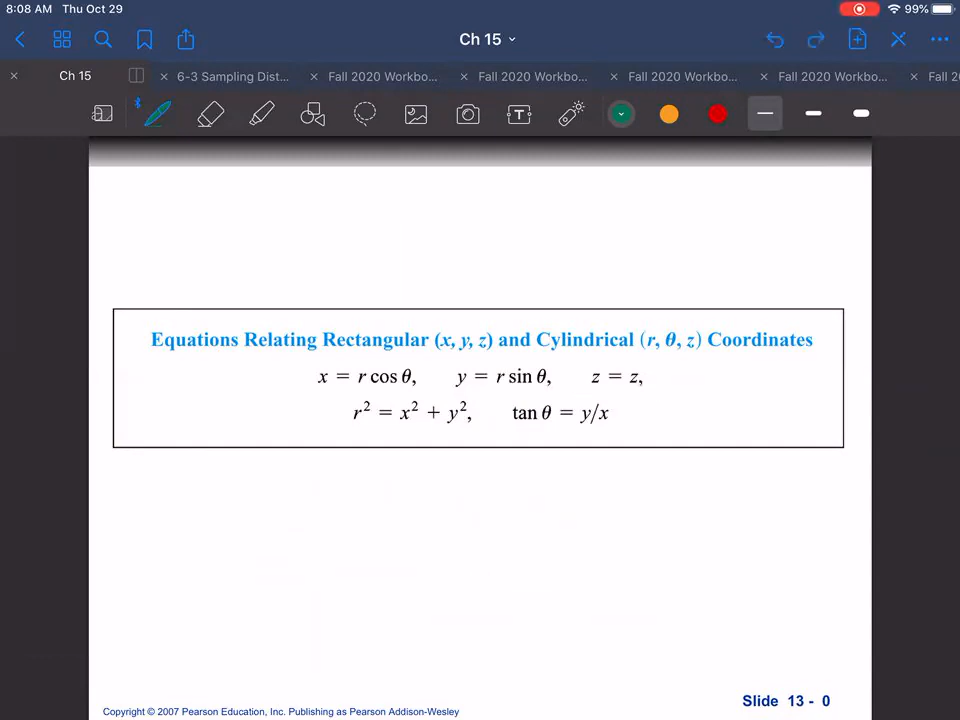 8:08 AM Thu Oct 29
99%
Ch 15
Ch 15
6-3 Sampling Dist...
Fall 2020 Workbo...
Fall 2020 Workbo...
Fall 2020 Workbo...
Fall 2020 Workbo...
Fall 2
T
Equations Relating Rectangular (x, y, z) and Cylindrical (r, θ, z) Coordinates
x = r cos θ, y = r sin θ, z = z,
r² = x² + y², tan θ = y/x
Slide 13 - 0
Copyright © 2007 Pearson Education, Inc. Publishing as Pearson Addison-Wesley